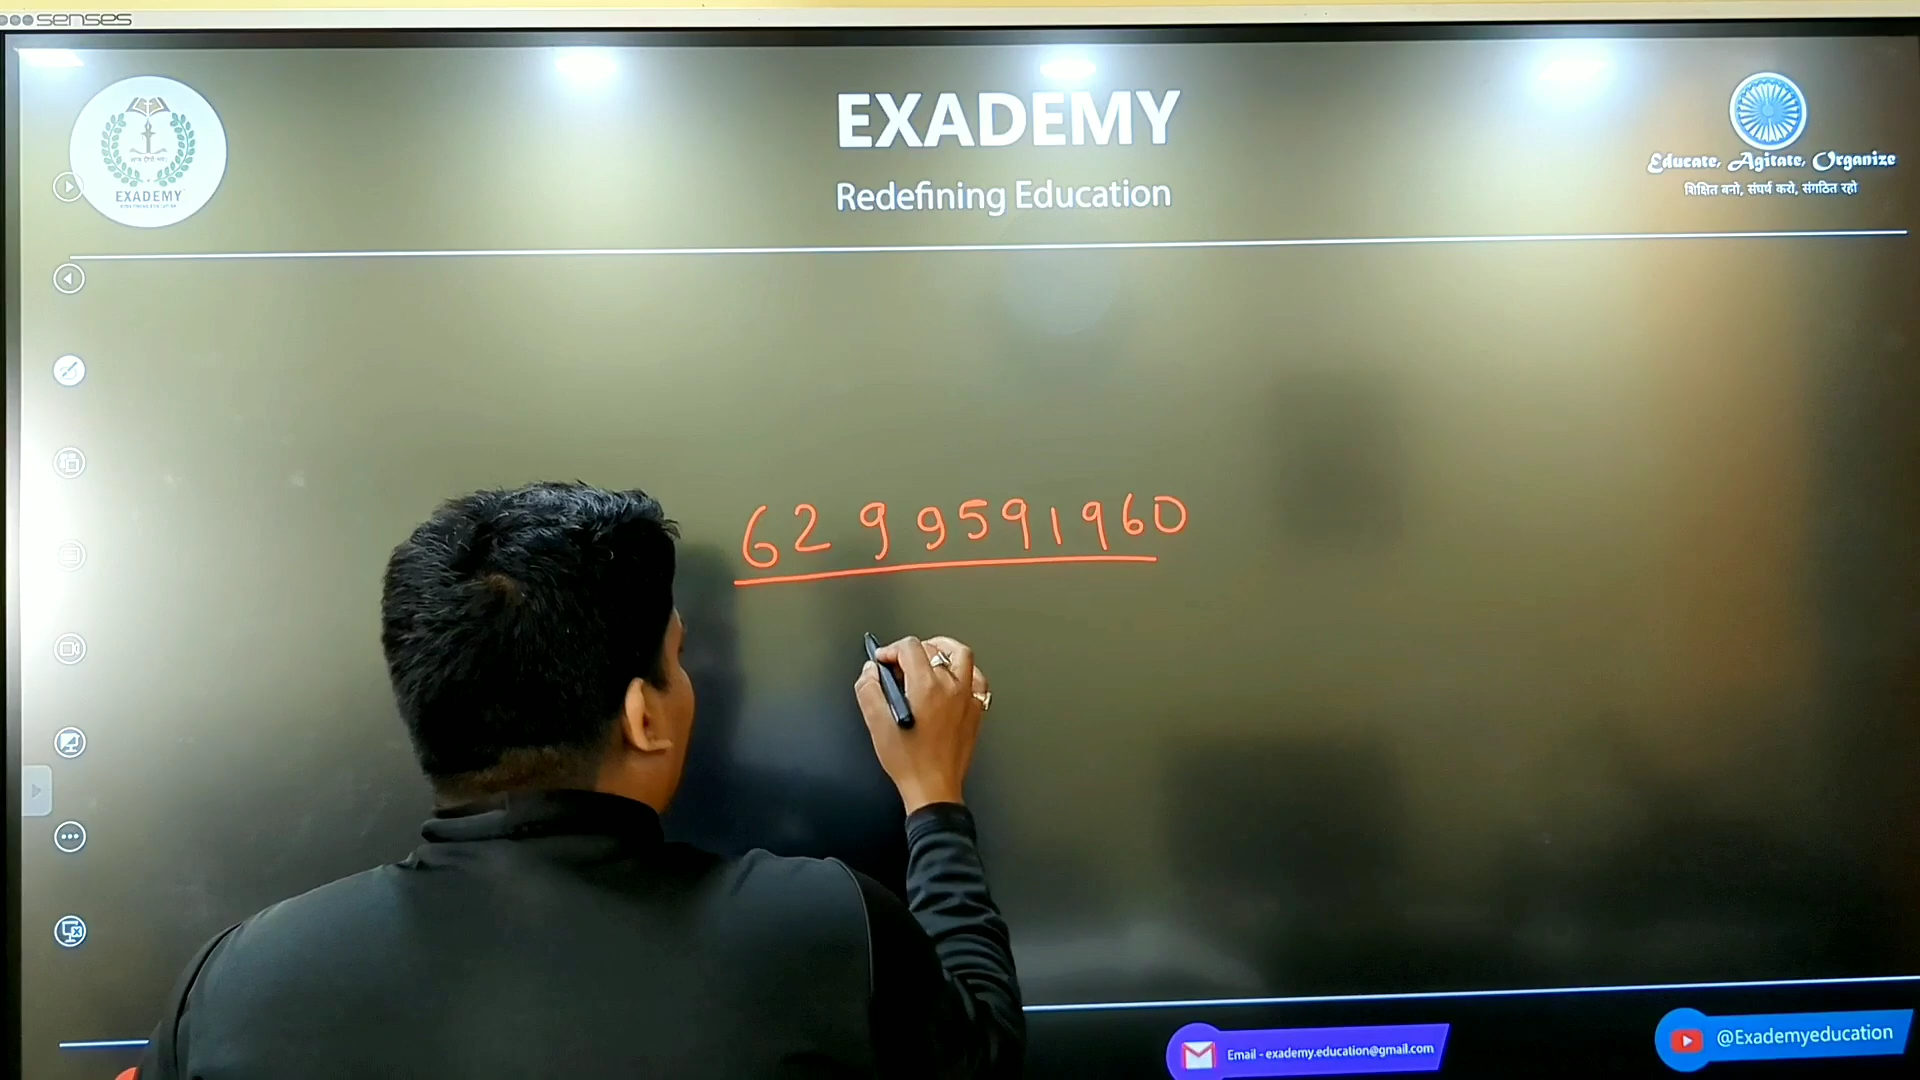 senses
EXADEMY
Redefining Education
EXADEMY
Educate, Agitate, Organize
शिक्षित बनो, संघर्ष करो, संगठित रहो
6299591960
Email - exademy.education@gmail.com
@Exademyeducation